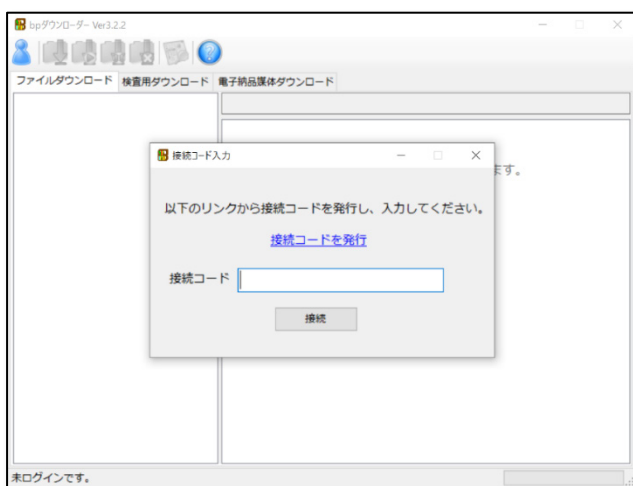 bpダウンローダー Ver3.2.2
ファイルダウンロード 検査用ダウンロード 電子納品媒体ダウンロード
接続コード入力
ます。
以下のリンクから接続コードを発行し、入力してください。
接続コードを発行
接続コード
接続
未ログインです。